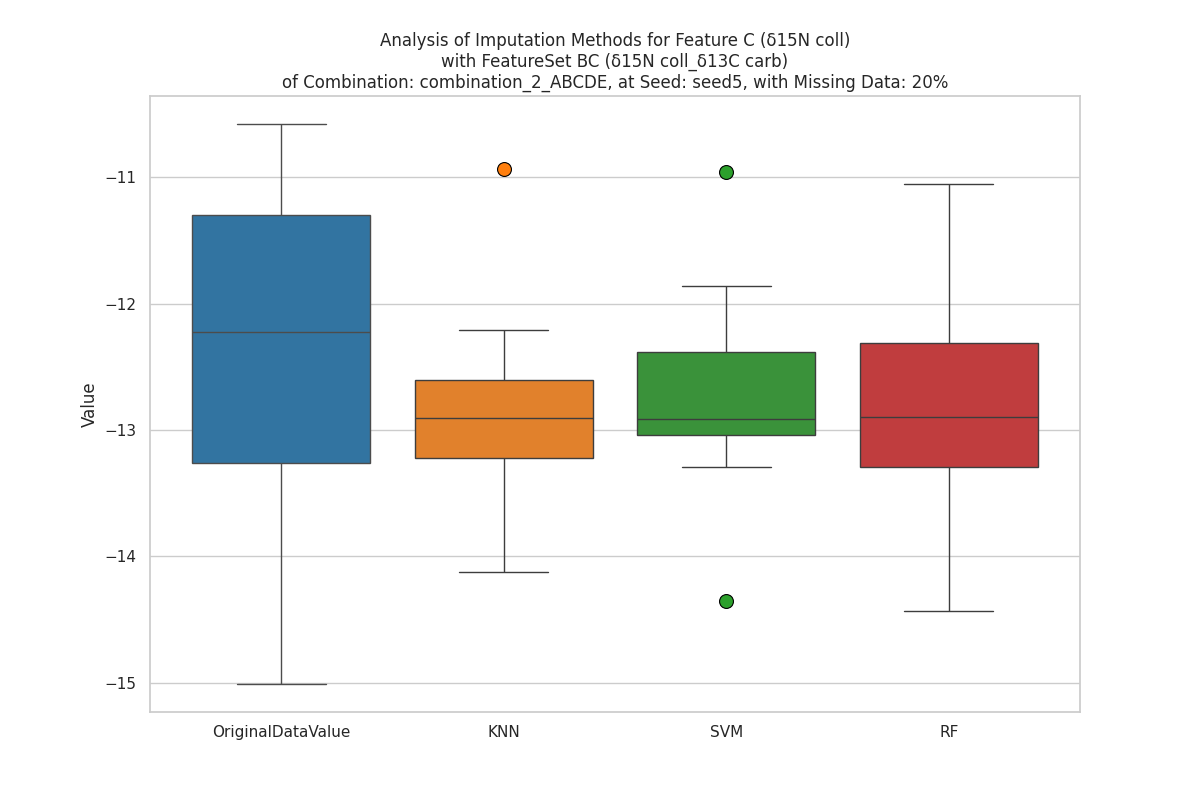 Analysis of Imputation Methods for Feature C (δ15N coll)
with FeatureSet BC (δ15N coll_δ13C carb)
of Combination: combination_2_ABCDE, at Seed: seed5, with Missing Data: 20%
Value
−11
−12
−13
−14
−15
OriginalDataValue
KNN
SVM
RF